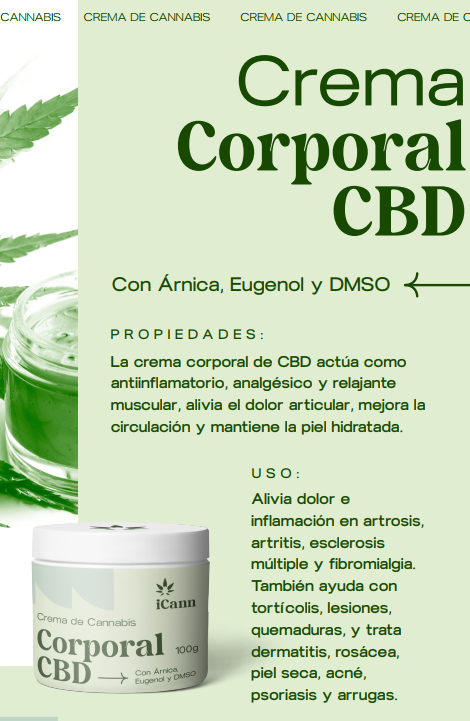 CANNABIS CREMA DE CANNABIS CREMA DE CANNABIS CREMA DE
Crema
Corporal
CBD
Con Árnica, Eugenol y DMSO
PROPIEDADES:
La crema corporal de CBD actúa como
antiinflamatorio, analgésico y relajante
muscular, alivia el dolor articular, mejora la
circulación y mantiene la piel hidratada.
USO:
Alivia dolor e
inflamación en artrosis,
artritis, esclerosis
múltiple y fibromialgia.
También ayuda con
tortícolis, lesiones,
quemaduras, y trata
dermatitis, rosácea,
piel seca, acné,
psoriasis y arrugas.
iCann
Crema de Cannabis
Corporal 100g
CBD
Con Árnica,
Eugenol y DMSO